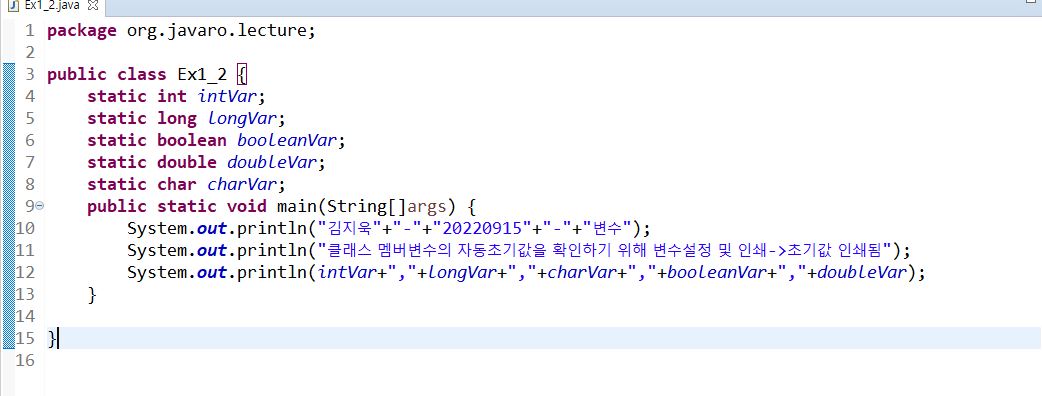 Ex1_2.java
1 package org.javaro.lecture;
2
3 public class Ex1_2 {
4     static int intVar;
5     static long longVar;
6     static boolean booleanVar;
7     static double doubleVar;
8     static char charVar;
9     public static void main(String[]args) {
10         System.out.println("김지욱"+"-"+"20220915"+"-"+"변수");
11         System.out.println("클래스 멤버변수의 자동초기값을 확인하기 위해 변수설정 및 인쇄->초기값 인쇄됨");
12         System.out.println(intVar+","+longVar+","+charVar+","+booleanVar+","+doubleVar);
13     }
14
15 }
16